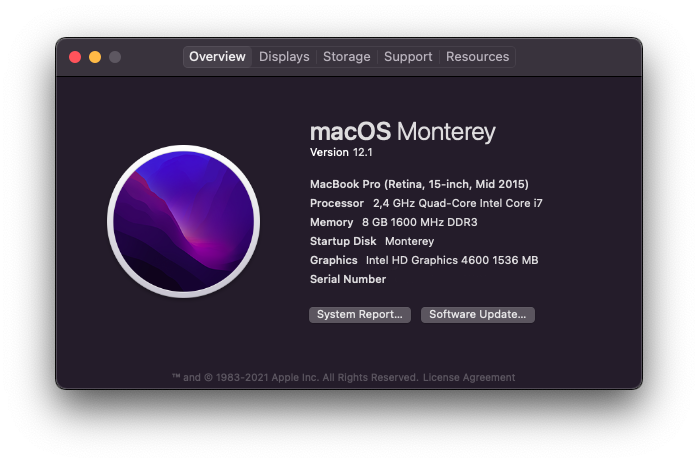 Overview Displays Storage Support Resources
macOS Monterey
Version 12.1
MacBook Pro (Retina, 15-inch, Mid 2015)
Processor 2,4 GHz Quad-Core Intel Core i7
Memory 8 GB 1600 MHz DDR3
Startup Disk Monterey
Graphics Intel HD Graphics 4600 1536 MB
Serial Number
System Report... Software Update...
™ and © 1983-2021 Apple Inc. All Rights Reserved. License Agreement